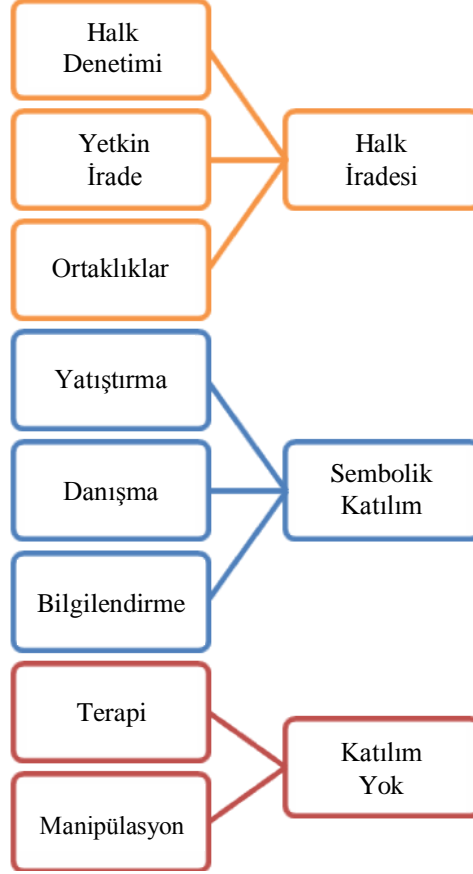 Halk
Denetimi
Yetkin
İrade
Halk
İradesi
Ortaklıklar
Yatıştırma
Danışma
Sembolik
Katılım
Bilgilendirme
Terapi
Katılım
Yok
Manipülasyon